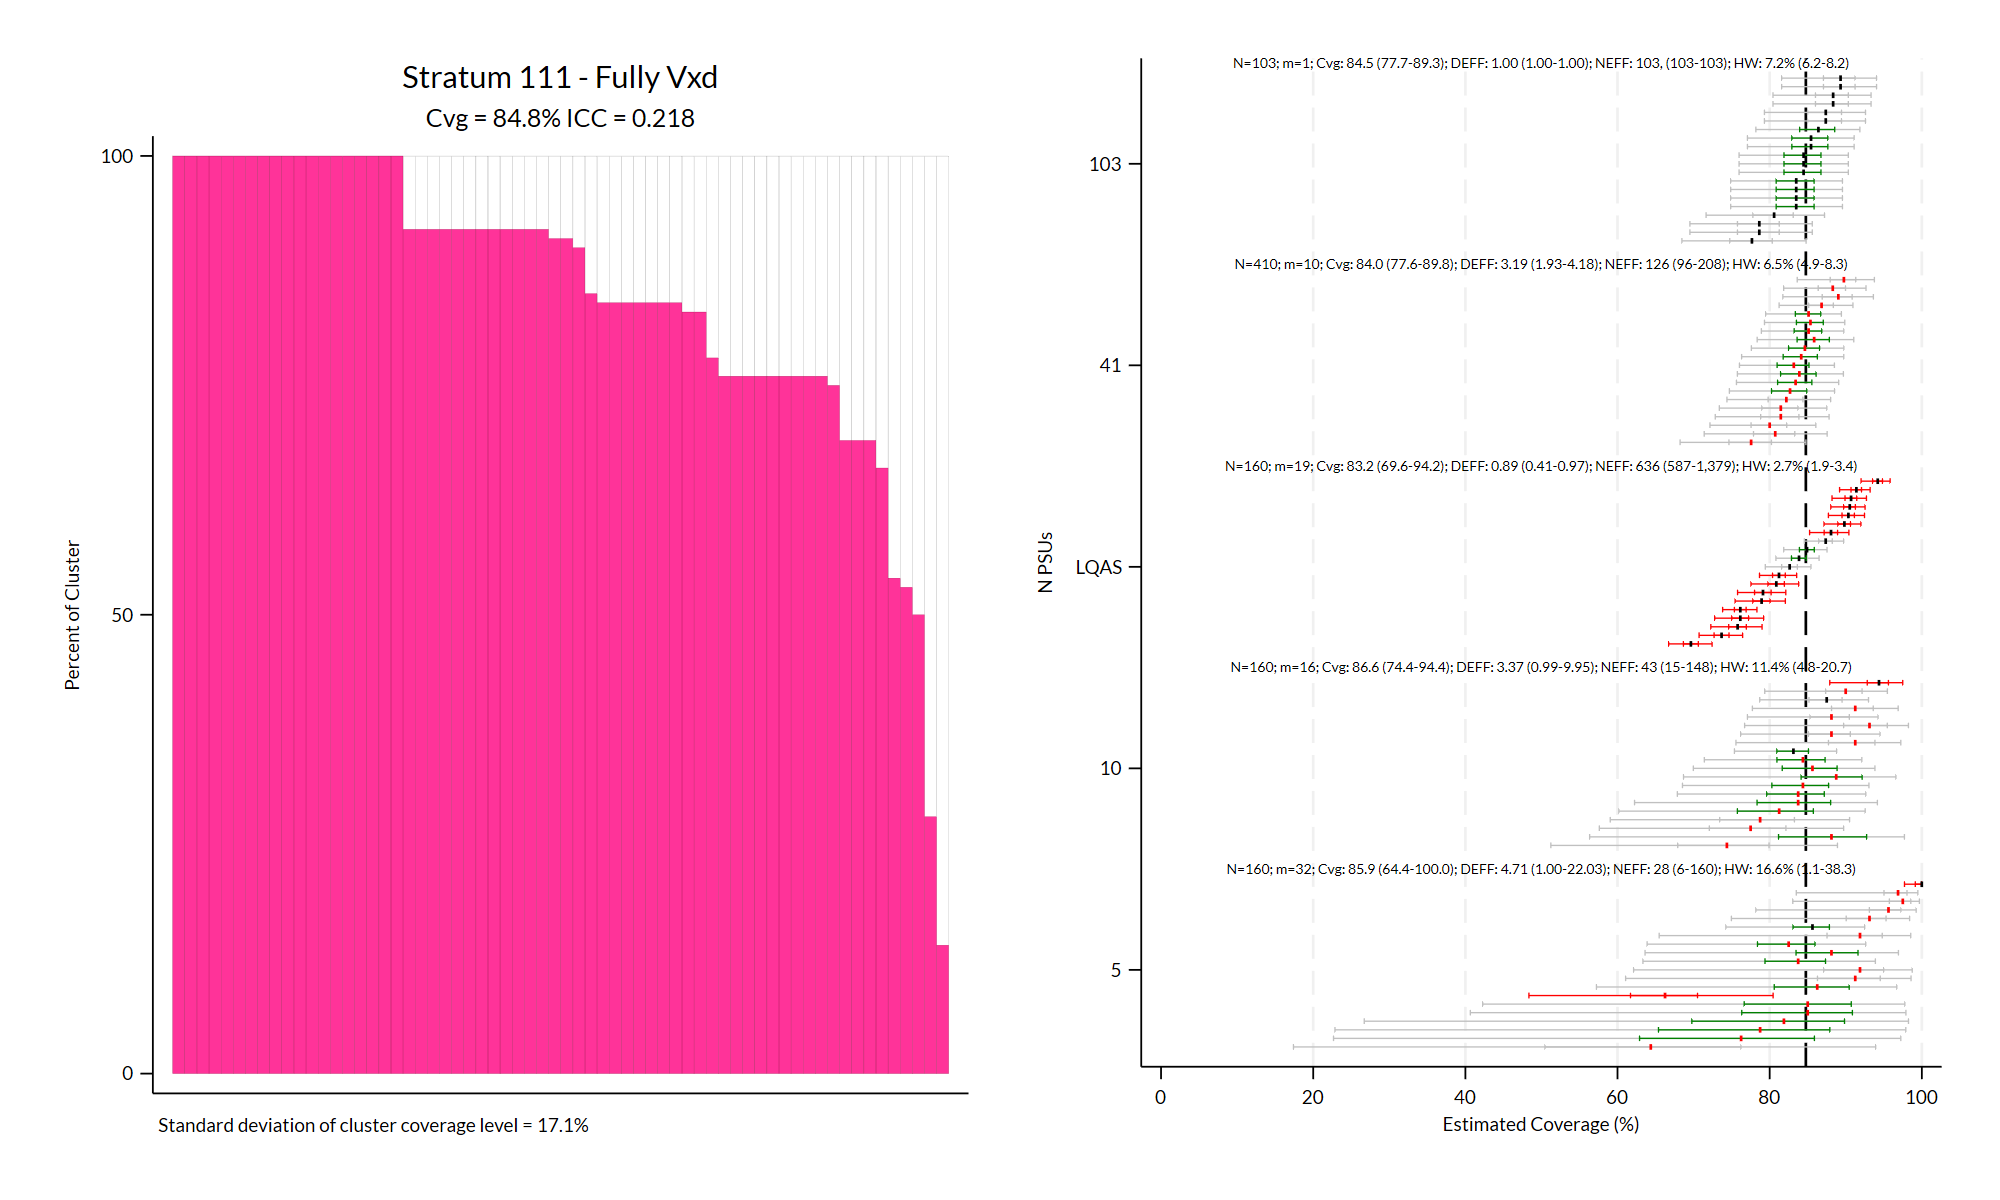 Stratum 111 - Fully Vxd
Cvg = 84.8% ICC = 0.218
Percent of Cluster
100
50
0
Standard deviation of cluster coverage level = 17.1%
N PSUs
N=103; m=1; Cvg: 84.5 (77.7-89.3); DEFF: 1.00 (1.00-1.00); NEFF: 103, (103-103); HW: 7.2% (6.2-8.2)
103
N=410; m=10; Cvg: 84.0 (77.6-89.8); DEFF: 3.19 (1.93-4.18); NEFF: 126 (96-208); HW: 6.5% (4.9-8.3)
41
N=160; m=19; Cvg: 83.2 (69.6-94.2); DEFF: 0.89 (0.41-0.97); NEFF: 636 (587-1,379); HW: 2.7% (1.9-3.4)
LQAS
N=160; m=16; Cvg: 86.6 (74.4-94.4); DEFF: 3.37 (0.99-9.95); NEFF: 43 (15-148); HW: 11.4% (4.8-20.7)
10
N=160; m=32; Cvg: 85.9 (64.4-100.0); DEFF: 4.71 (1.00-22.03); NEFF: 28 (6-160); HW: 16.6% (1.1-38.3)
5
0 20 40 60 80 100
Estimated Coverage (%)